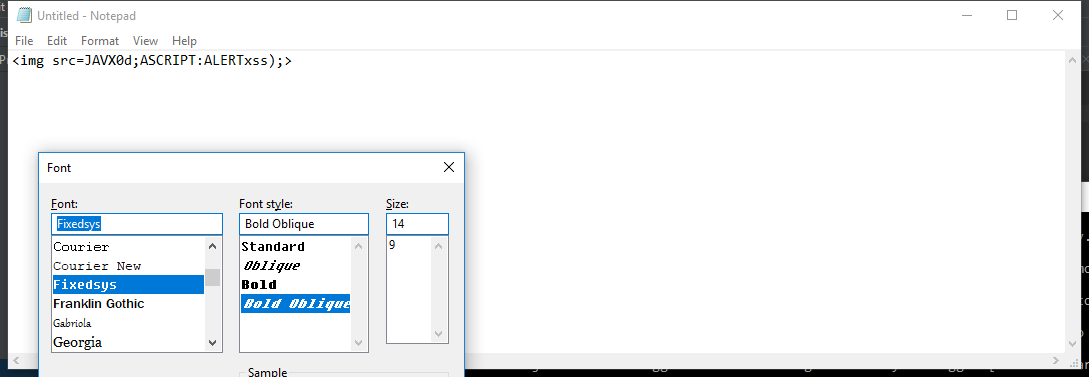 Untitled - Notepad
File Edit Format View Help
<img src=JAVX0d;ASCRIPT:ALERTxss);>
Font
Font: Font style: Size:
Fixedsys Bold Oblique 14
Courier Standard 9
Courier New Oblique
Fixedsys Bold
Franklin Gothic Bold Oblique
Gabriola
Georgia
Sample